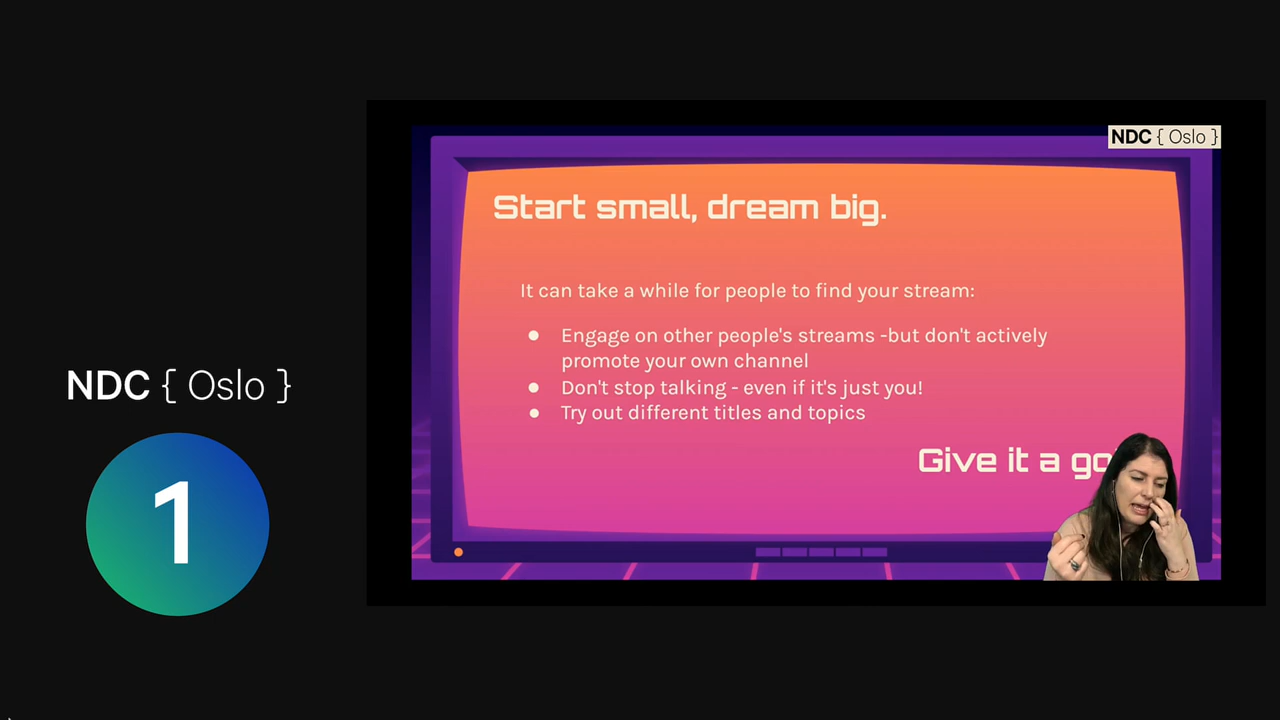 NDC { Oslo }
Start small, dream big.
It can take a while for people to find your stream:
● Engage on other people's streams -but don't actively
promote your own channel
● Don't stop talking - even if it's just you!
● Try out different titles and topics
Give it a go
NDC { Oslo }
1